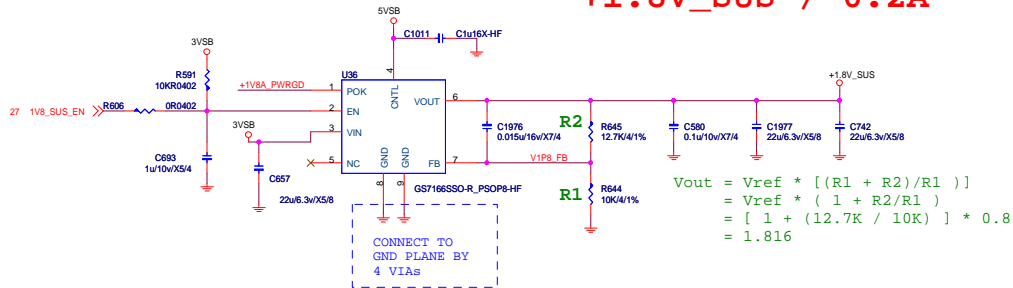 +1.8V_SUS / 0.2A
5VSB
C1011 C1u16X-HF
3VSB
R591
10KR0402
U36
+1V8A_PWRGD
27 1V8_SUS_EN
R606
0R0402
1 POK
2 EN
3 VIN
5 NC
4
CNTL
VOUT 6
FB 7
GND
GND
8
9
GS7166SSO-R_PSOP8-HF
3VSB
C693
1u/10v/X5/4
C657
22u/6.3v/X5/8
+1.8V_SUS
C1976
0.015u/16v/X7/4
R2
R645
12.7K/4/1%
C580
0.1u/10v/X7/4
C1977
22u/6.3v/X5/8
C742
22u/6.3v/X5/8
V1P8_FB
R1
R644
10K/4/1%
Vout = Vref * [(R1 + R2)/R1 )]
= Vref * ( 1 + R2/R1 )
= [ 1 + (12.7K / 10K) ] * 0.8
= 1.816
CONNECT TO
GND PLANE BY
4 VIAs